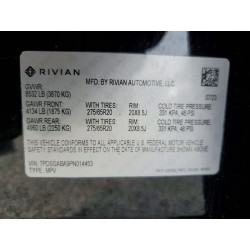 RIVIAN
MFD. BY RIVIAN AUTOMOTIVE, LLC
GVWR:
8532 LB (3870 KG)
GAWR FRONT: WITH TIRES RIMS COLD TIRE PRESSURE
4134 LB (1875 KG) 275/65R20 20X8.5J 331 KPA, 48 PSI
GAWR REAR: WITH TIRES RIMS COLD TIRE PRESSURE
4960 LB (2250 KG) 275/65R20 20X8.5J 331 KPA, 48 PSI
THIS VEHICLE CONFORMS TO ALL APPLICABLE U.S. FEDERAL MOTOR VEHICLE
SAFETY STANDARDS IN EFFECT ON THE DATE OF MANUFACTURE SHOWN ABOVE.
TYPE: MPV